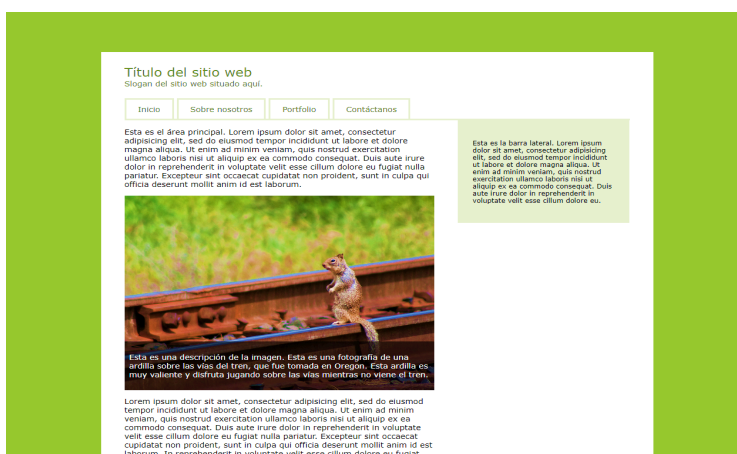 Título del sitio web
Slogan del sitio web situado aquí.
Inicio
Sobre nosotros
Portfolio
Contáctanos
Esta es el área principal. Lorem ipsum dolor sit amet, consectetur
adipisicing elit, sed do eiusmod tempor incididunt ut labore et dolore
magna aliqua. Ut enim ad minim veniam, quis nostrud exercitation
ullamco laboris nisi ut aliquip ex ea commodo consequat. Duis aute irure
dolor in reprehenderit in voluptate velit esse cillum dolore eu fugiat nulla
pariatur. Excepteur sint occaecat cupidatat non proident, sunt in culpa qui
officia deserunt mollit anim id est laborum.
Esta es una descripción de la imagen. Esta es una fotografía de una
ardilla sobre las vías del tren, que fue tomada en Oregon. Esta ardilla es
muy valiente y disfruta jugando sobre las vías mientras no viene el tren.
Lorem ipsum dolor sit amet, consectetur adipisicing elit, sed do eiusmod
tempor incididunt ut labore et dolore magna aliqua. Ut enim ad minim
veniam, quis nostrud exercitation ullamco laboris nisi ut aliquip ex ea
commodo consequat. Duis aute irure dolor in reprehenderit in voluptate
velit esse cillum dolore eu fugiat nulla pariatur. Excepteur sint occaecat
cupidatat non proident, sunt in culpa qui officia deserunt mollit anim id est
laborum. In reprehenderit in voluptate velit esse cillum dolore eu fugiat
Esta es la barra lateral. Lorem ipsum
dolor sit amet, consectetur adipisicing
elit, sed do eiusmod tempor incididunt
ut labore et dolore magna aliqua. Ut
enim ad minim veniam, quis nostrud
exercitation ullamco laboris nisi ut
aliquip ex ea commodo consequat. Duis
aute irure dolor in reprehenderit in
voluptate velit esse cillum dolore eu.